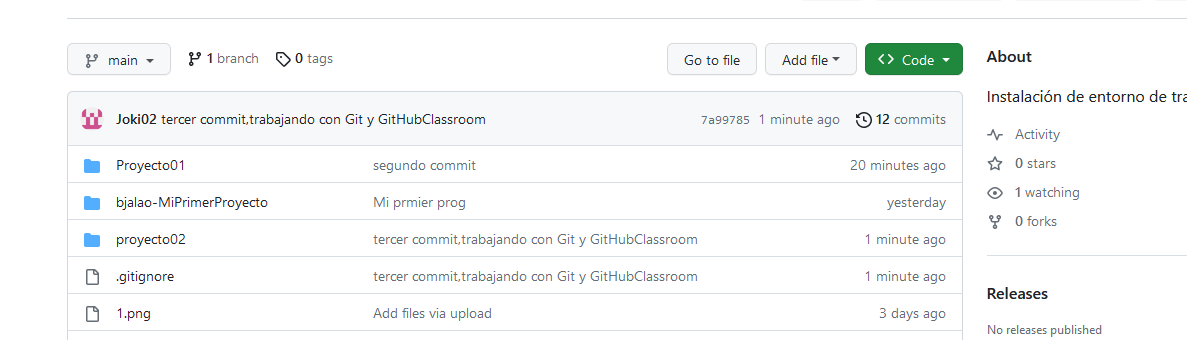 main 1 branch 0 tags Go to file Add file Code
Joki02 tercer commit,trabajando con Git y GitHubClassroom 7a99785 1 minute ago 12 commits
Proyecto01 segundo commit 20 minutes ago
bjalao-MiPrimerProyecto Mi prmier prog yesterday
proyecto02 tercer commit,trabajando con Git y GitHubClassroom 1 minute ago
.gitignore tercer commit,trabajando con Git y GitHubClassroom 1 minute ago
1.png Add files via upload 3 days ago
About
Instalación de entorno de
Activity
0 stars
1 watching
0 forks
Releases
No releases published